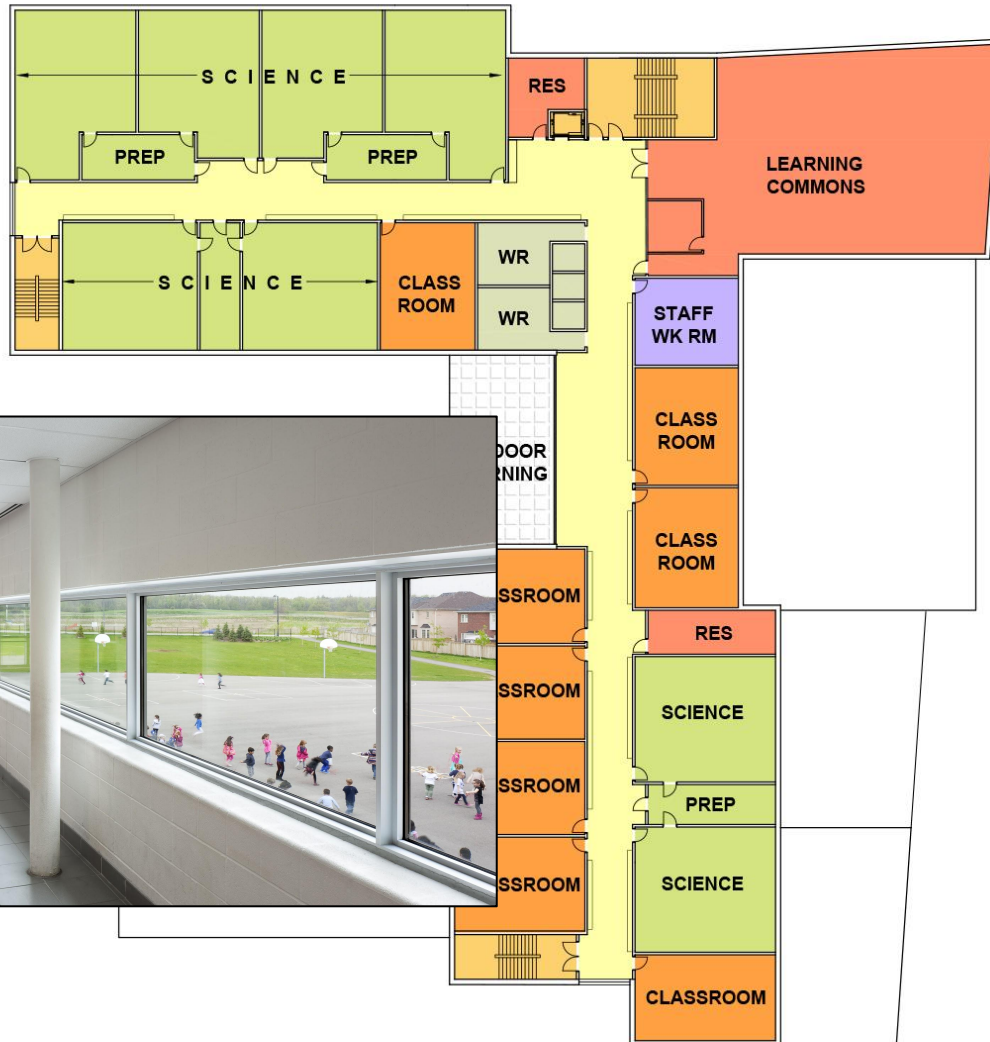 SCIENCE
RES
PREP
PREP
LEARNING
COMMONS
SCIENCE
CLASS
ROOM
WR
WR
STAFF
WK RM
CLASS
ROOM
DOOR
RNING
CLASS
ROOM
SSROOM
RES
SSROOM
SCIENCE
SSROOM
PREP
SSROOM
SCIENCE
CLASSROOM